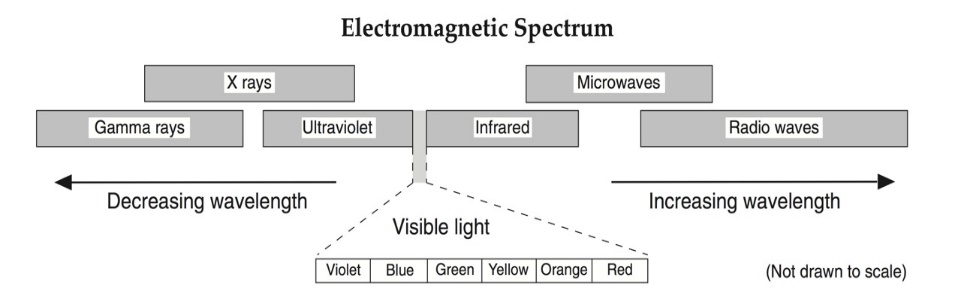 Electromagnetic Spectrum
X rays
Microwaves
Gamma rays
Ultraviolet
Infrared
Radio waves
Decreasing wavelength
Increasing wavelength
Visible light
Violet Blue Green Yellow Orange Red
(Not drawn to scale)